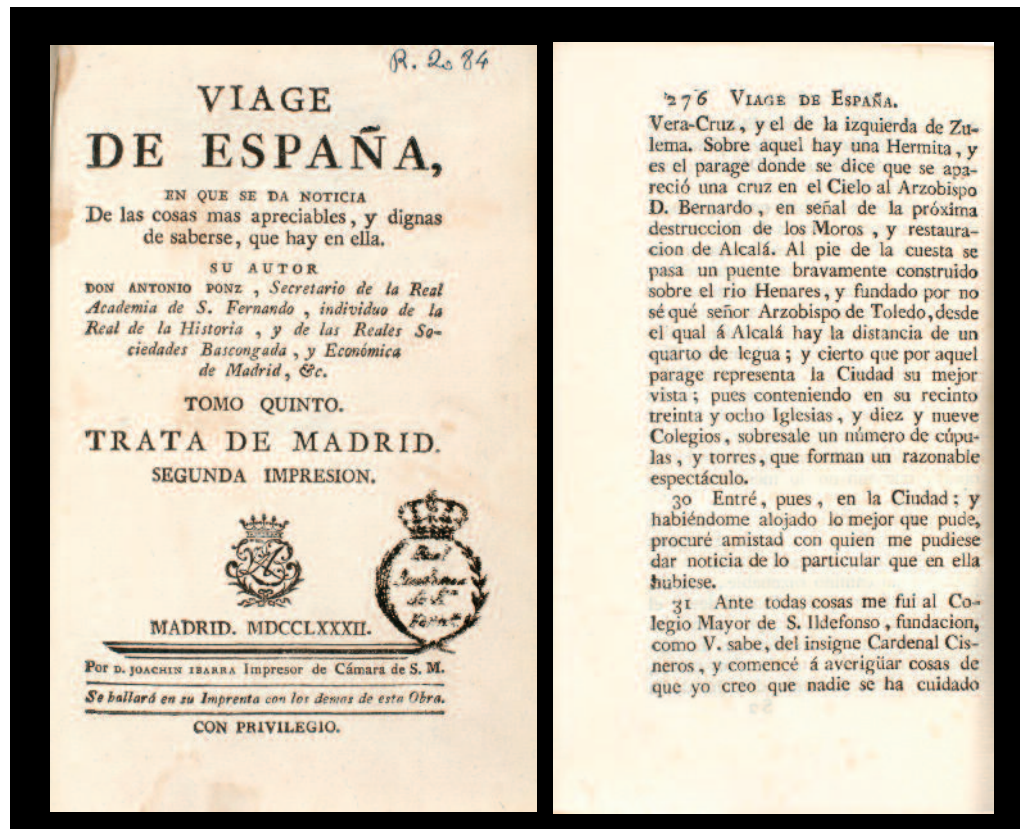 R. 2. 84
VIAGE
DE ESPAÑA,
EN QUE SE DA NOTICIA
De las cosas mas apreciables, y dignas
de saberse, que hay en ella.
SU AUTOR
DON ANTONIO PONZ, Secretario de la Real
Academia de S. Fernando, individuo de la
Real de la Historia, y de las Reales So-
ciedades Bascongada, y Económica
de Madrid, &c.
TOMO QUINTO.
TRATA DE MADRID.
SEGUNDA IMPRESION.
Real
de Sn
MADRID. MDCCLXXXII.
Por D. JOACHIN IBARRA Impresor de Cámara de S. M.
Se hallará en su Imprenta con los demas de esta Obra.
CON PRIVILEGIO.
276 VIAGE DE ESPAÑA.
Vera-Cruz, y el de la izquierda de Zu-
lema. Sobre aquel hay una Hermita, y
es el parage donde se dice que se apa-
reció una cruz en el Cielo al Arzobispo
D. Bernardo, en señal de la próxima
destruccion de los Moros, y restaura-
cion de Alcalá. Al pie de la cuesta se
pasa un puente bravamente construido
sobre el rio Henares, y fundado por no
sé qué señor Arzobispo de Toledo, desde
el qual á Alcalá hay la distancia de un
quarto de legua; y cierto que por aquel
parage representa la Ciudad su mejor
vista; pues conteniendo en su recinto
treinta y ocho Iglesias, y diez y nueve
Colegios, sobresale un número de cúpu-
las, y torres, que forman un razonable
espectáculo.
30 Entré, pues, en la Ciudad; y
habiéndome alojado lo mejor que pude,
procuré amistad con quien me pudiese
dar noticia de lo particular que en ella
hubiese.
31 Ante todas cosas me fui al Co-
legio Mayor de S. Ildefonso, fundacion,
como V. sabe, del insigne Cardenal Cis-
neros, y comencé á averigüar cosas de
que yo creo que nadie se ha cuidado